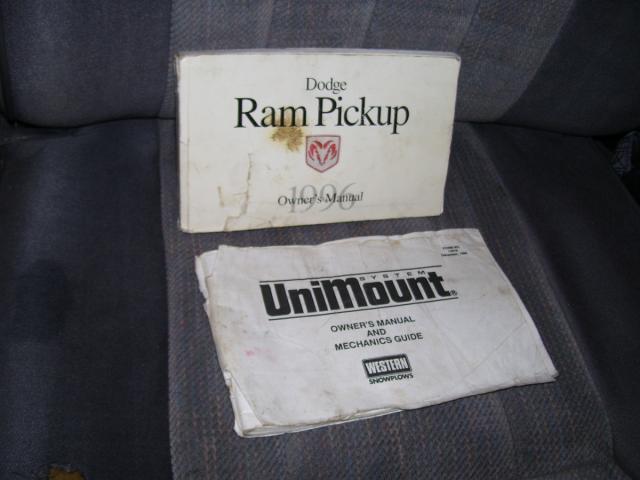 Dodge
Ram Pickup
1996
Owner's Manual
SYSTEM
UniMount®
OWNER'S MANUAL
AND
MECHANICS GUIDE
WESTERN
SNOWPLOWS